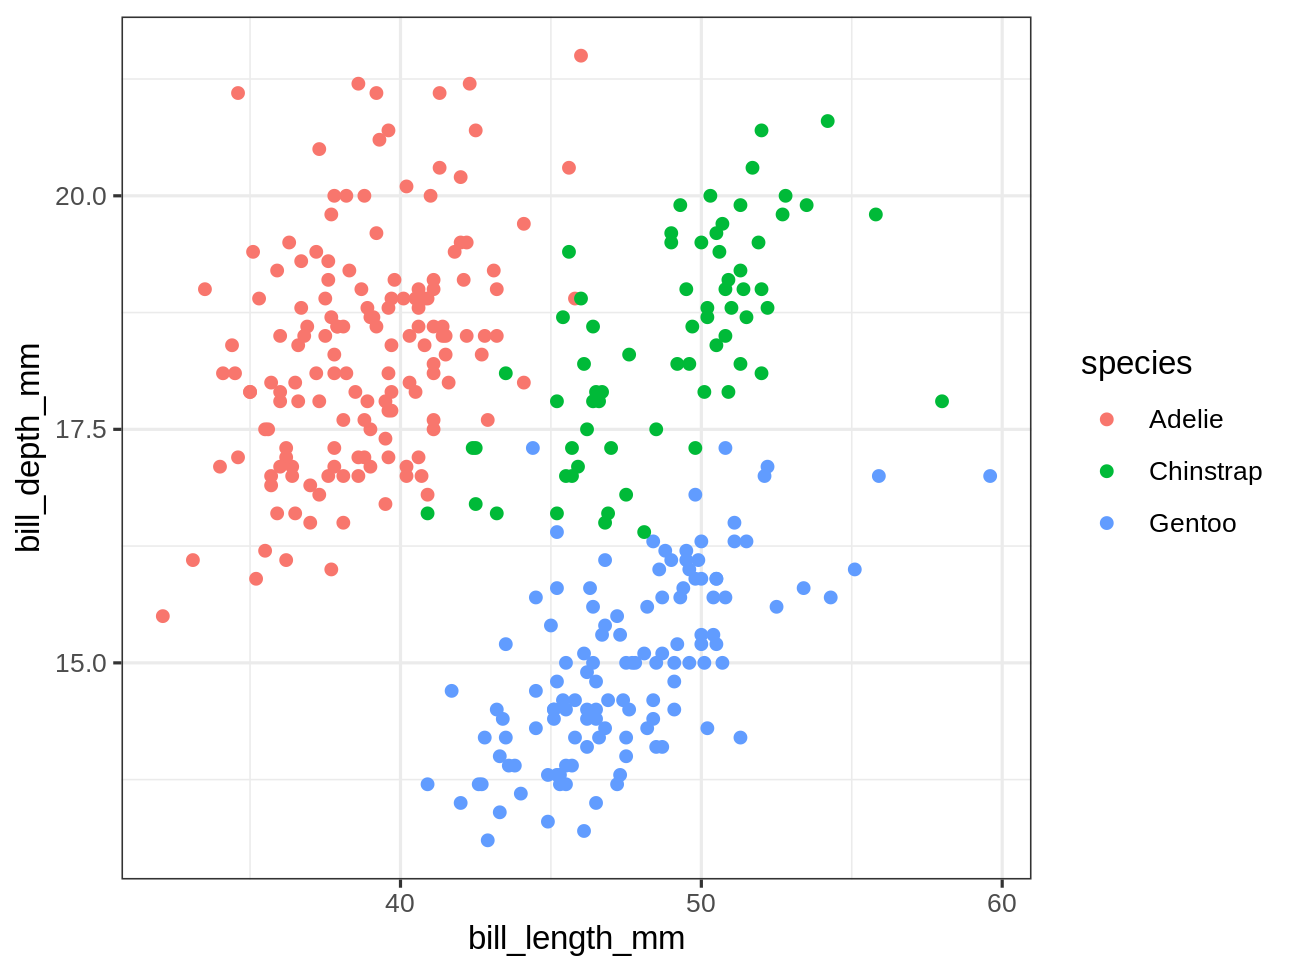 20.0
17.5
15.0
bill_depth_mm
40
50
60
bill_length_mm
species
Adelie
Chinstrap
Gentoo